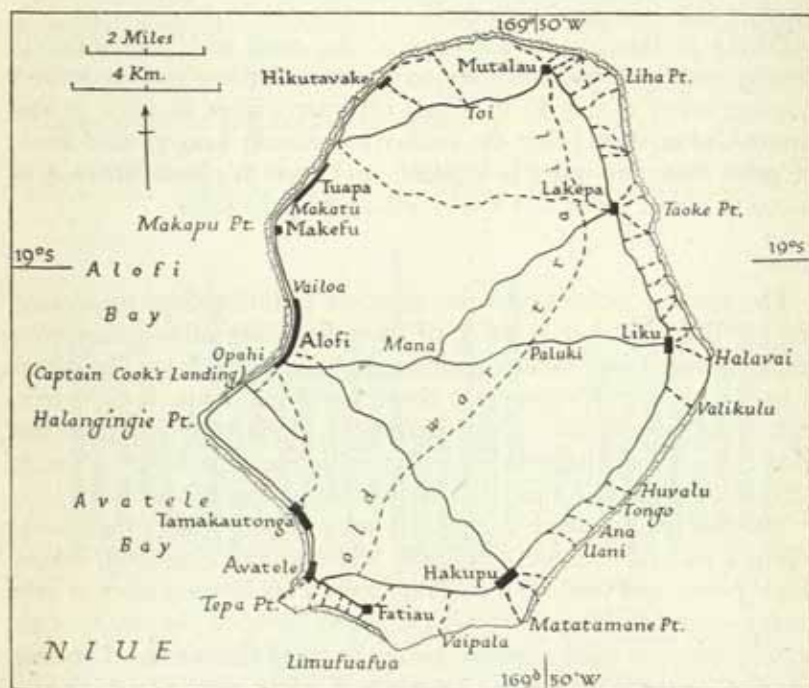 169° 50'W
2 Miles
4 Km.
Hikutavake
Mutalau
Liha Pt.
Toi
Tuapa
Lakepa
Makatu
Makapu Pt.
Makefu
Taoke Pt.
19°S
19°S
Alofi
Bay
Vailoa
Alofi
Opahi
(Captain Cook's Landing)
Mana
Paluki
Liku
Halavai
Halangingie Pt.
Valikulu
old war trail
Avatele
Bay
Tamakautonga
Huvalu
Tongo
Ana
Uani
Avatele
Hakupu
Tepa Pt.
Fatiau
Vaipala
Matatamane Pt.
NIUE
Limufuafua
169° 50'W